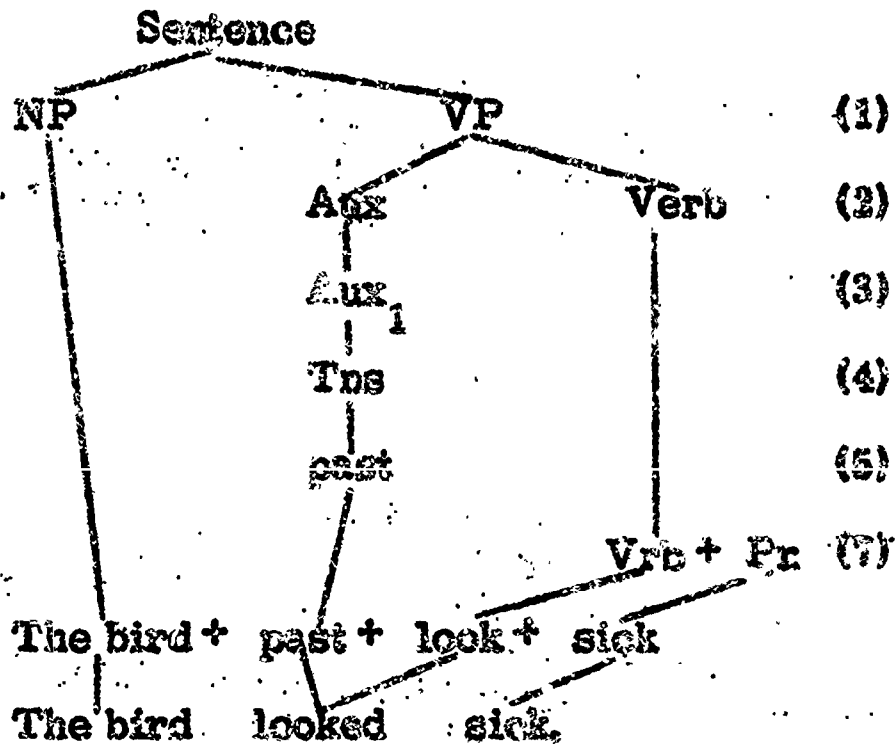 Sentence
NP VP (1)
Aux Verb (2)
Aux1 (3)
Tns (4)
past (5)
Vrb + Pr (7)
The bird + past + look + sick
The bird looked sick.